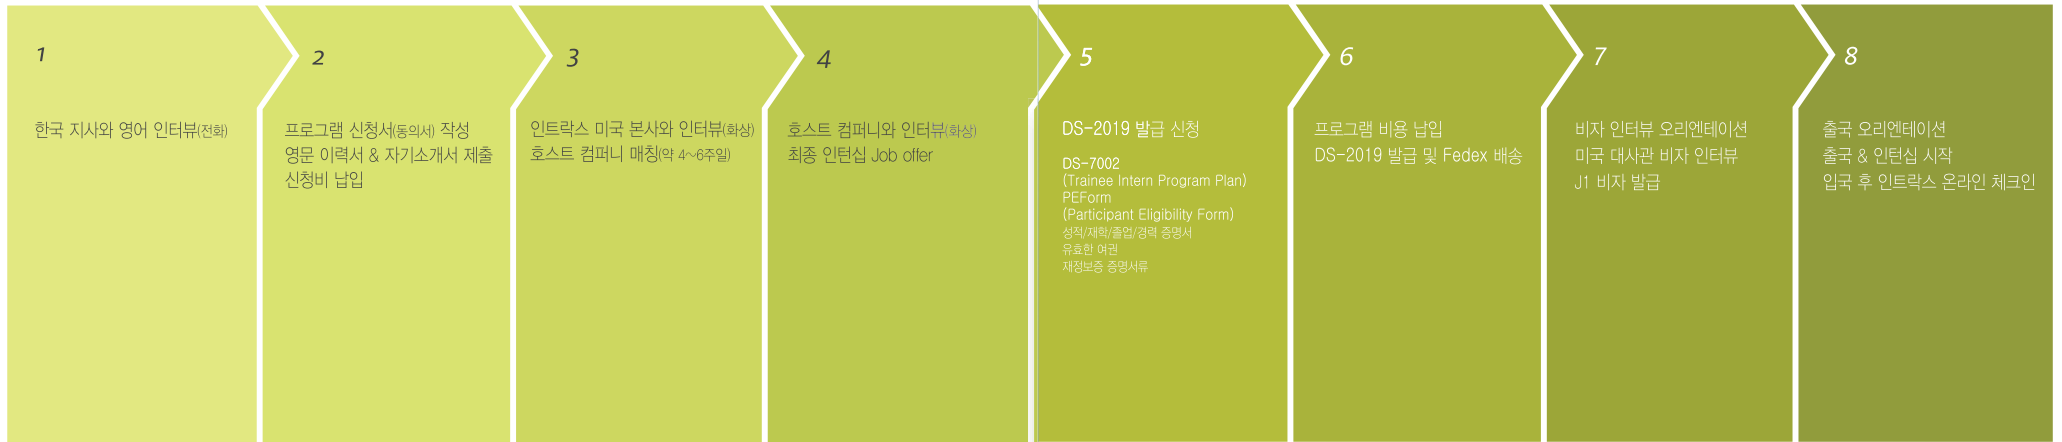 1
한국 지사와 영어 인터뷰(전화)
2
프로그램 신청서(동의서) 작성
영문 이력서 & 자기소개서 제출
신청비 납입
3
인트락스 미국 본사와 인터뷰(화상)
호스트 컴퍼니 매칭(약 4~6주일)
4
호스트 컴퍼니와 인터뷰(화상)
최종 인턴십 Job offer
5
DS-2019 발급 신청
DS-7002
(Trainee Intern Program Plan)
PEForm
(Participant Eligibility Form)
성적/재학/졸업/경력 증명서
유효한 여권
재정보증 증명서류
6
프로그램 비용 납입
DS-2019 발급 및 Fedex 배송
7
비자 인터뷰 오리엔테이션
미국 대사관 비자 인터뷰
J1 비자 발급
8
출국 오리엔테이션
출국 & 인턴십 시작
입국 후 인트락스 온라인 체크인